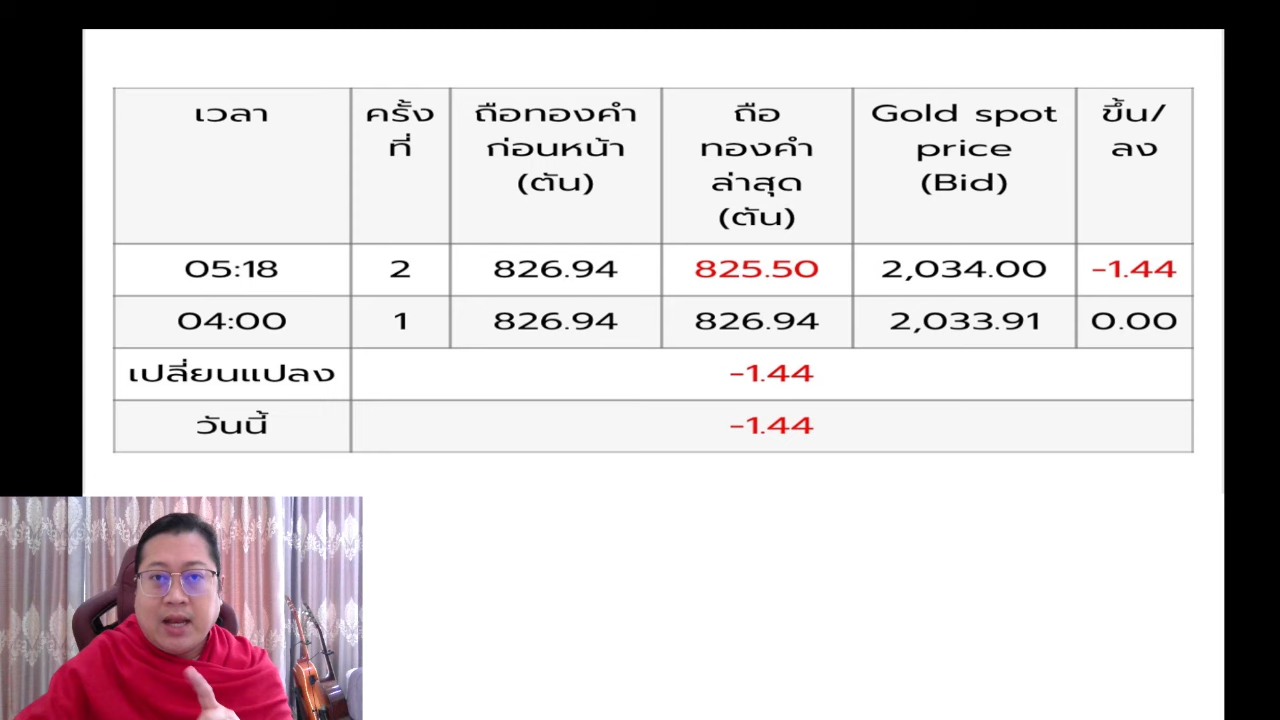 เวลา ครั้งที่ ถือทองคำก่อนหน้า (ตัน) ถือทองคำล่าสุด (ตัน) Gold spot price (Bid) ขึ้น/ลง
05:18 2 826.94 825.50 2,034.00 -1.44
04:00 1 826.94 826.94 2,033.91 0.00
เปลี่ยนแปลง -1.44
วันนี้ -1.44